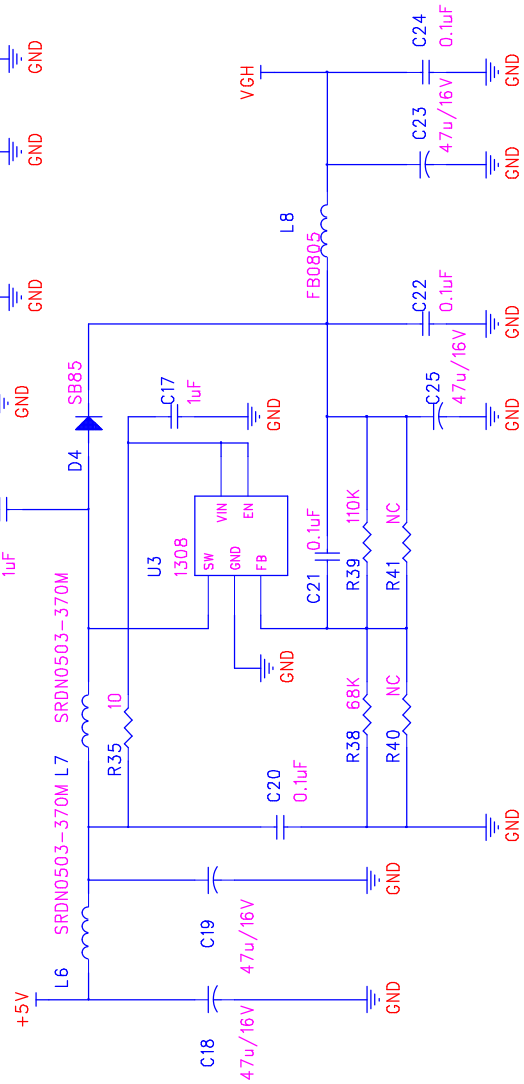 GND
GND
GND
GND
1uF
+5V
L6
SRDN0503-370M
L7
SRDN0503-370M
D4
SB85
C18
47u/16V
GND
C19
47u/16V
GND
R35
10
C20
0.1uF
C17
1uF
GND
U3
1308
SW
GND
FB
VIN
EN
GND
C21
0.1uF
R38
68K
R39
110K
R40
NC
R41
NC
GND
C25
47u/16V
GND
C22
0.1uF
GND
L8
FB0805
VGH
C23
47u/16V
GND
C24
0.1uF
GND